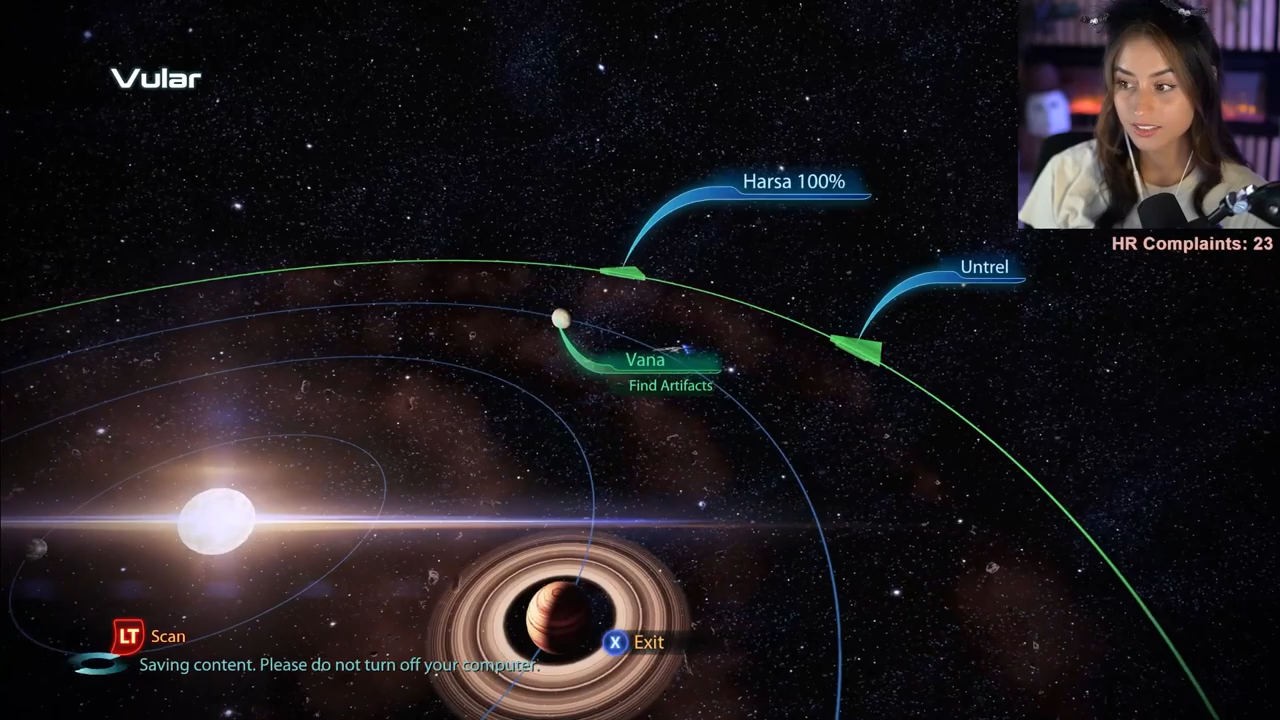 Vular
Harsa 100%
HR Complaints: 23
Untrel
Vana
Find Artifacts
LT Scan
X Exit
Saving content. Please do not turn off your computer.